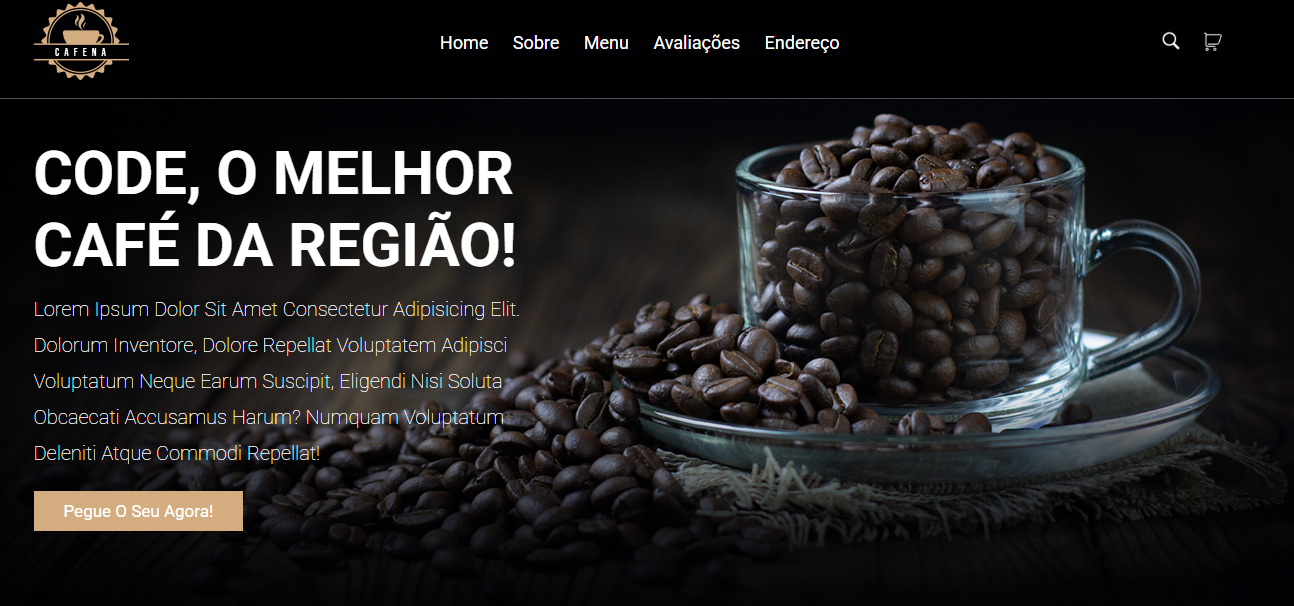 CAFENA
Home Sobre Menu Avaliações Endereço
CODE, O MELHOR
CAFÉ DA REGIÃO!
Lorem Ipsum Dolor Sit Amet Consectetur Adipisicing Elit.
Dolorum Inventore, Dolore Repellat Voluptatem Adipisci
Voluptatum Neque Earum Suscipit, Eligendi Nisi Soluta
Obcaecati Accusamus Harum? Numquam Voluptatum
Deleniti Atque Commodi Repellat!
Pegue O Seu Agora!